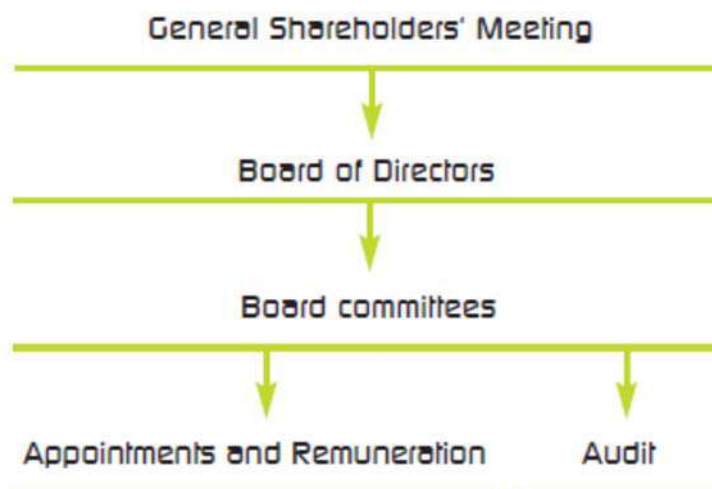 General Shareholders' Meeting
Board of Directors
Board committees
Appointments and Remuneration
Audit